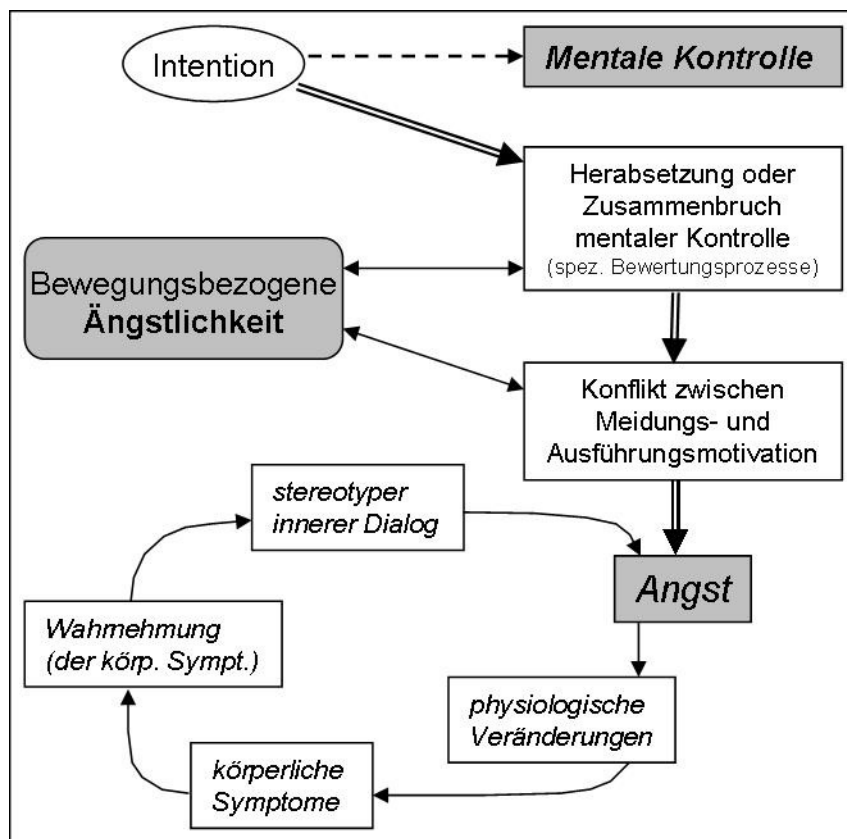 Intention
Mentale Kontrolle
Herabsetzung oder
Zusammenbruch
mentaler Kontrolle
(spez. Bewertungsprozesse)
Bewegungsbezogene
Ängstlichkeit
Konflikt zwischen
Meidungs- und
Ausführungsmotivation
stereotyper
innerer Dialog
Angst
Wahrnehmung
(der körp. Sympt.)
physiologische
Veränderungen
körperliche
Symptome